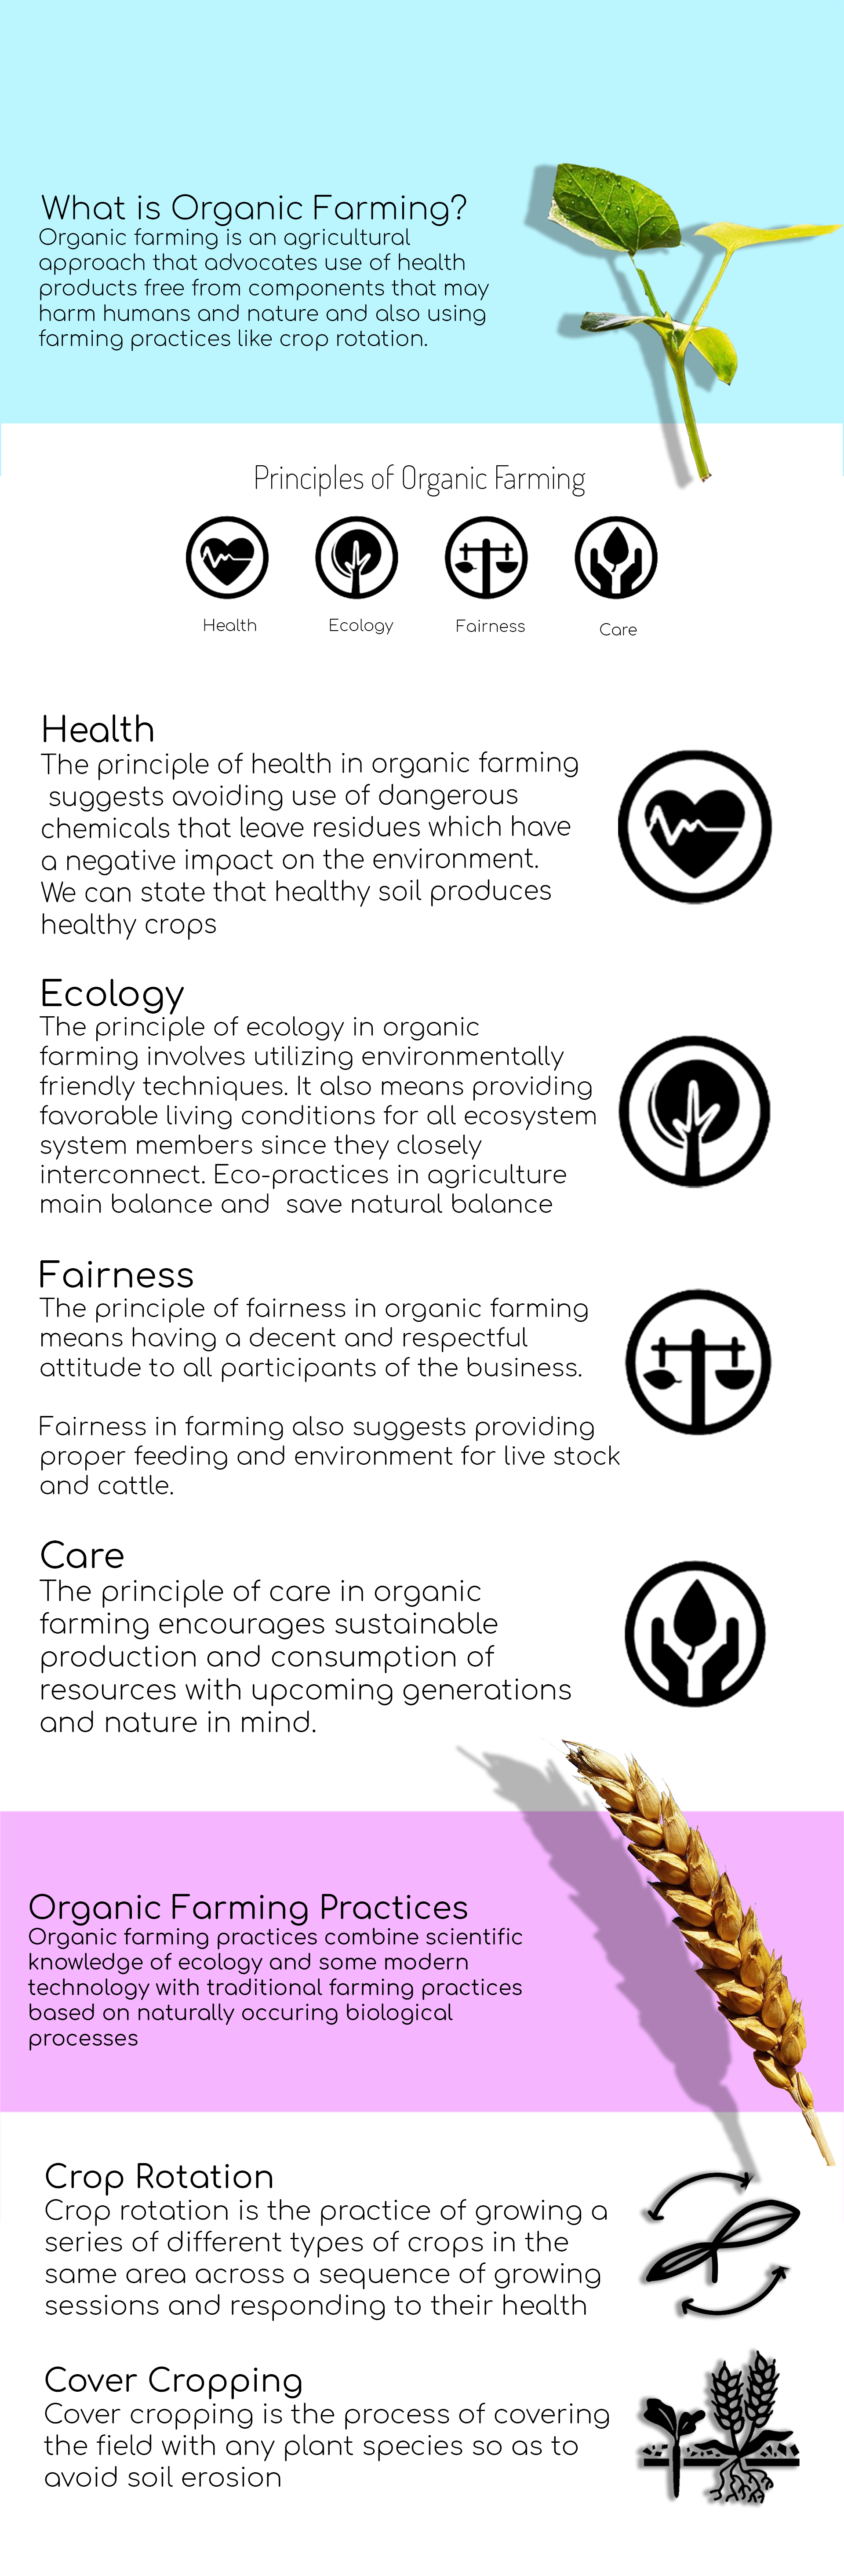 What is Organic Farming?
Organic farming is an agricultural
approach that advocates use of health
products free from components that may
harm humans and nature and also using
farming practices like crop rotation.
Principles of Organic Farming
Health
Ecology
Fairness
Care
Health
The principle of health in organic farming
suggests avoiding use of dangerous
chemicals that leave residues which have
a negative impact on the environment.
We can state that healthy soil produces
healthy crops
Ecology
The principle of ecology in organic
farming involves utilizing environmentally
friendly techniques. It also means providing
favorable living conditions for all ecosystem
system members since they closely
interconnect. Eco-practices in agriculture
main balance and save natural balance
Fairness
The principle of fairness in organic farming
means having a decent and respectful
attitude to all participants of the business.
Fairness in farming also suggests providing
proper feeding and environment for live stock
and cattle.
Care
The principle of care in organic
farming encourages sustainable
production and consumption of
resources with upcoming generations
and nature in mind.
Organic Farming Practices
Organic farming practices combine scientific
knowledge of ecology and some modern
technology with traditional farming practices
based on naturally occuring biological
processes
Crop Rotation
Crop rotation is the practice of growing a
series of different types of crops in the
same area across a sequence of growing
sessions and responding to their health
Cover Cropping
Cover cropping is the process of covering
the field with any plant species so as to
avoid soil erosion